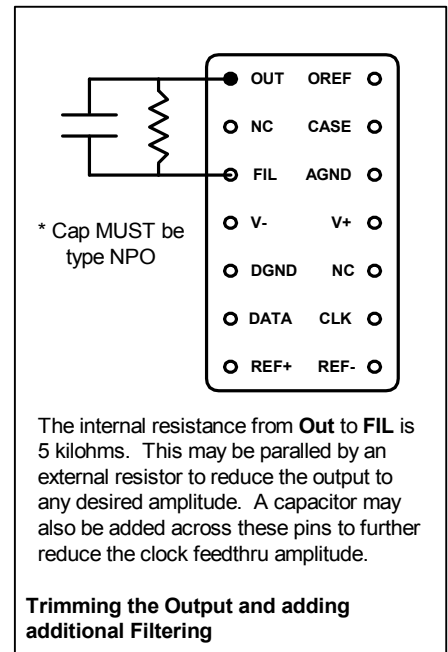 OUT OREF
NC CASE
FIL AGND
V- V+
DGND NC
DATA CLK
REF+ REF-
* Cap MUST be
type NPO
The internal resistance from Out to FIL is
5 kilohms. This may be paralled by an
external resistor to reduce the output to
any desired amplitude. A capacitor may
also be added across these pins to further
reduce the clock feedthru amplitude.
Trimming the Output and adding
additional Filtering